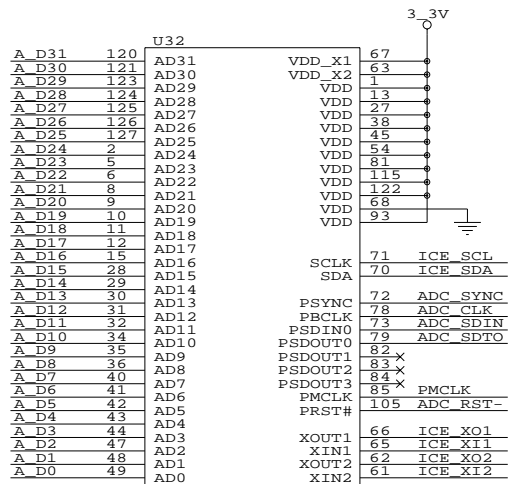 3_3V
U32
A_D31 120 AD31 VDD_X1 67
A_D30 121 AD30 VDD_X2 63
A_D29 123 AD29 VDD 1
A_D28 124 AD28 VDD 13
A_D27 125 AD27 VDD 27
A_D26 126 AD26 VDD 38
A_D25 127 AD25 VDD 45
A_D24 2 AD24 VDD 54
A_D23 5 AD23 VDD 81
A_D22 6 AD22 VDD 115
A_D21 8 AD21 VDD 122
A_D20 9 AD20 VDD 68
A_D19 10 AD19 VDD 93
A_D18 11 AD18
A_D17 12 AD17
A_D16 15 AD16 SCLK 71 ICE_SCL
A_D15 28 AD15 SDA 70 ICE_SDA
A_D14 29 AD14
A_D13 30 AD13 PSYNC 72 ADC_SYNC
A_D12 31 AD12 PBCLK 78 ADC_CLK
A_D11 32 AD11 PSDIN0 73 ADC_SDIN
A_D10 34 AD10 PSDOUT0 79 ADC_SDTO
A_D9 35 AD9 PSDOUT1 82
A_D8 36 AD8 PSDOUT2 83
A_D7 40 AD7 PSDOUT3 84
A_D6 41 AD6 PMCLK 85 PMCLK
A_D5 42 AD5 PRST# 105 ADC_RST-
A_D4 43 AD4
A_D3 44 AD3 XOUT1 66 ICE_XO1
A_D2 47 AD2 XIN1 65 ICE_XI1
A_D1 48 AD1 XOUT2 62 ICE_XO2
A_D0 49 AD0 XIN2 61 ICE_XI2